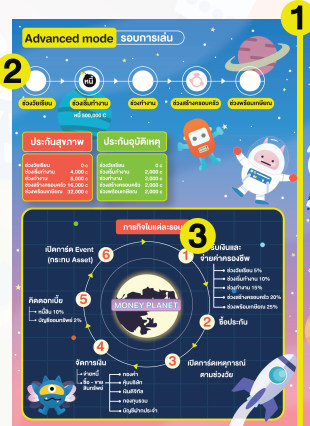 1
Advanced mode รอบการเล่น
2
หนี้
ช่วงวัยเรียน
ช่วงเริ่มทำงาน
ช่วงทำงาน
ช่วงสร้างครอบครัว
ช่วงพร้อมเกษียณ
หนี้ 500,000 C
ประกันสุขภาพ
ช่วงวัยเรียน 0 c
ช่วงเริ่มทำงาน 4,000 c
ช่วงทำงาน 8,000 c
ช่วงสร้างครอบครัว 16,000 c
ช่วงพร้อมเกษียณ 32,000 c
ประกันอุบัติเหตุ
ช่วงวัยเรียน 0 c
ช่วงเริ่มทำงาน 2,000 c
ช่วงทำงาน 2,000 c
ช่วงสร้างครอบครัว 2,000 c
ช่วงพร้อมเกษียณ 2,000 c
ภารกิจในแต่ละรอบ
3
1
รับเงินและ
จ่ายค่าครองชีพ
ช่วงวัยเรียน 5%
ช่วงเริ่มทำงาน 10%
ช่วงทำงาน 15%
ช่วงสร้างครอบครัว 20%
ช่วงพร้อมเกษียณ 25%
2
ซื้อประกัน
3
เปิดการ์ดเหตุการณ์
ตามช่วงวัย
4
จัดการเงิน
จ่ายหนี้
ซื้อ - ขาย
สินทรัพย์
ทองคำ
หุ้นบริษัท
เงินดิจิทัล
กองทุนรวม
บัญชีฝากประจำ
5
คิดดอกเบี้ย
หนี้สิน 10%
บัญชีออมทรัพย์ 2%
6
เปิดการ์ด Event
(กระทบ Asset)
MONEY PLANET